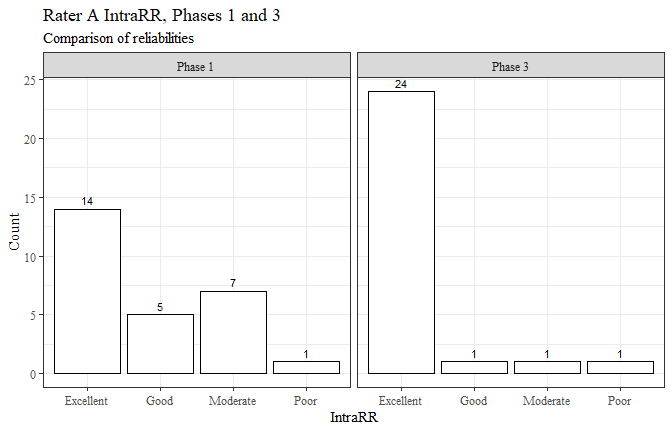 Rater A IntraRR, Phases 1 and 3
Comparison of reliabilities
Phase 1
Phase 3
25
20
15
10
5
0
Count
14
5
7
1
24
1
1
1
Excellent
Good
Moderate
Poor
Excellent
Good
Moderate
Poor
IntraRR